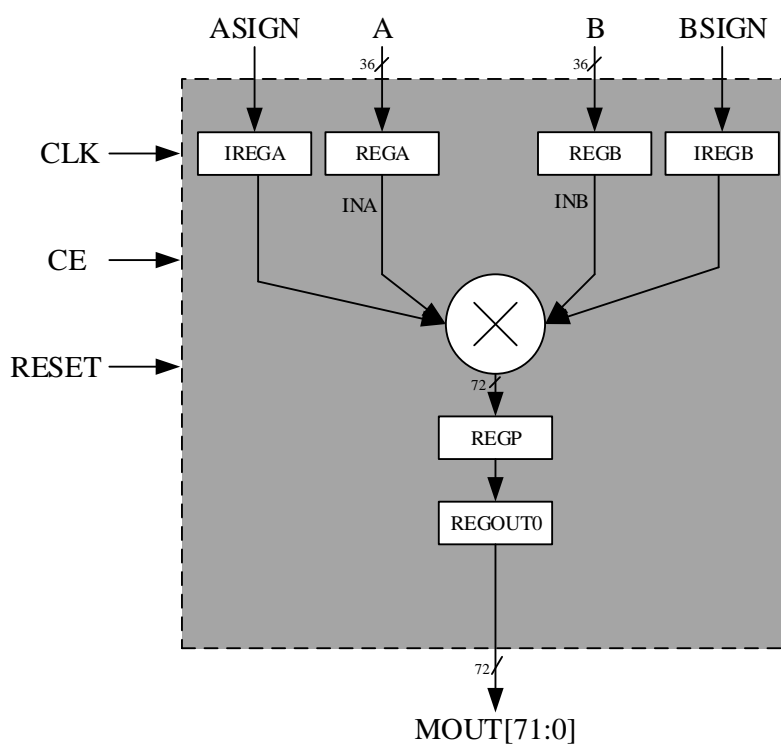 ASIGN A B BSIGN
36 36
CLK IREGA REGA REGB IREGB
INA INB
CE
RESET
72
REGP
REGOUT0
72
MOUT[71:0]